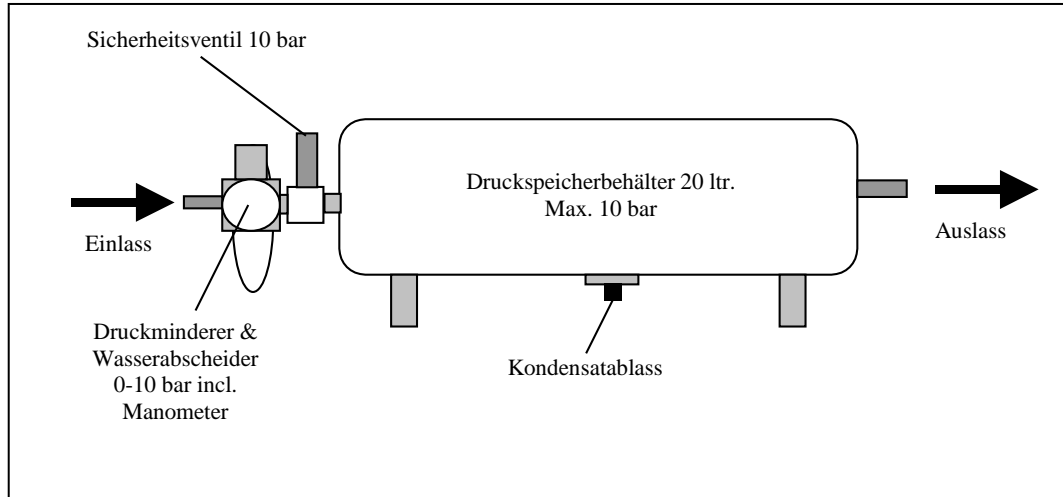 Sicherheitsventil 10 bar
Druckspeicherbehälter 20 ltr.
Max. 10 bar
Einlass
Auslass
Druckminderer &
Wasserabscheider
0-10 bar incl.
Manometer
Kondensatablass